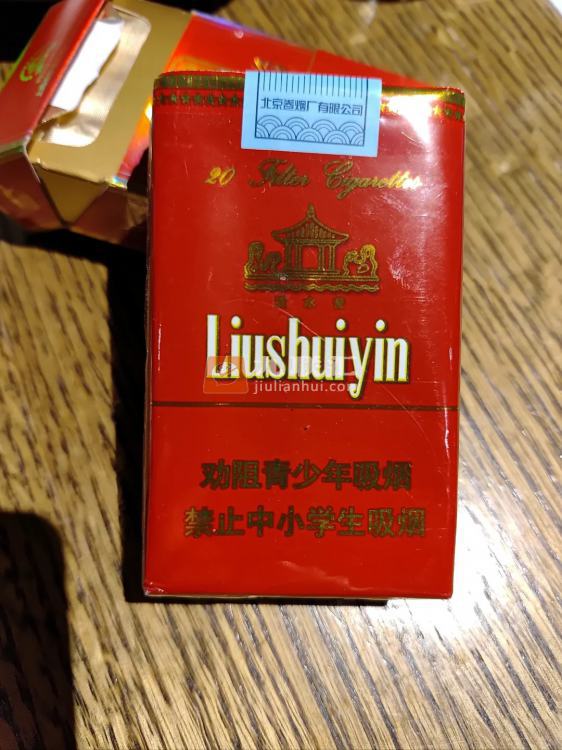 北京卷烟厂有限公司
20 Filter Cigarettes
流水音
Liushuiyin
jiulianhui.com
劝阻青少年吸烟
禁止中小学生吸烟